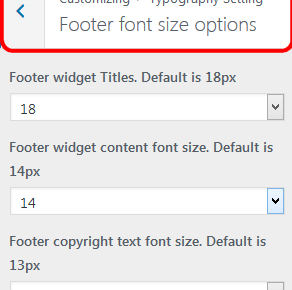 Customizing ▸ Typography Setting
Footer font size options
Footer widget Titles. Default is 18px
18
Footer widget content font size. Default is
14px
14
Footer copyright text font size. Default is
13px